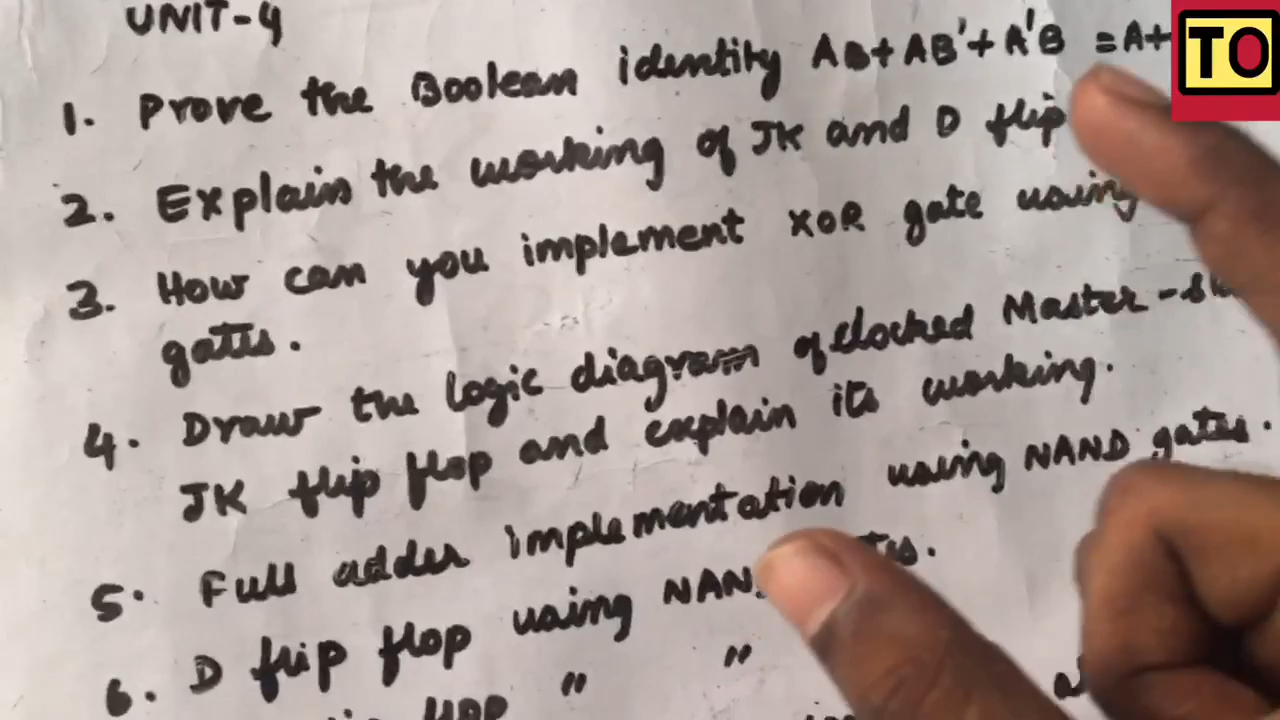 UNIT-4
TO
1. Prove the Boolean identity AB+AB'+A'B =A+
2. Explain the working of JK and D flip
3. How can you implement XOR gate using
gates.
4. Draw the logic diagram of clocked Master-
JK flip flop and explain its working.
5. Full adder implementation using NAND gates.
6. D flip flop using NAN
" "